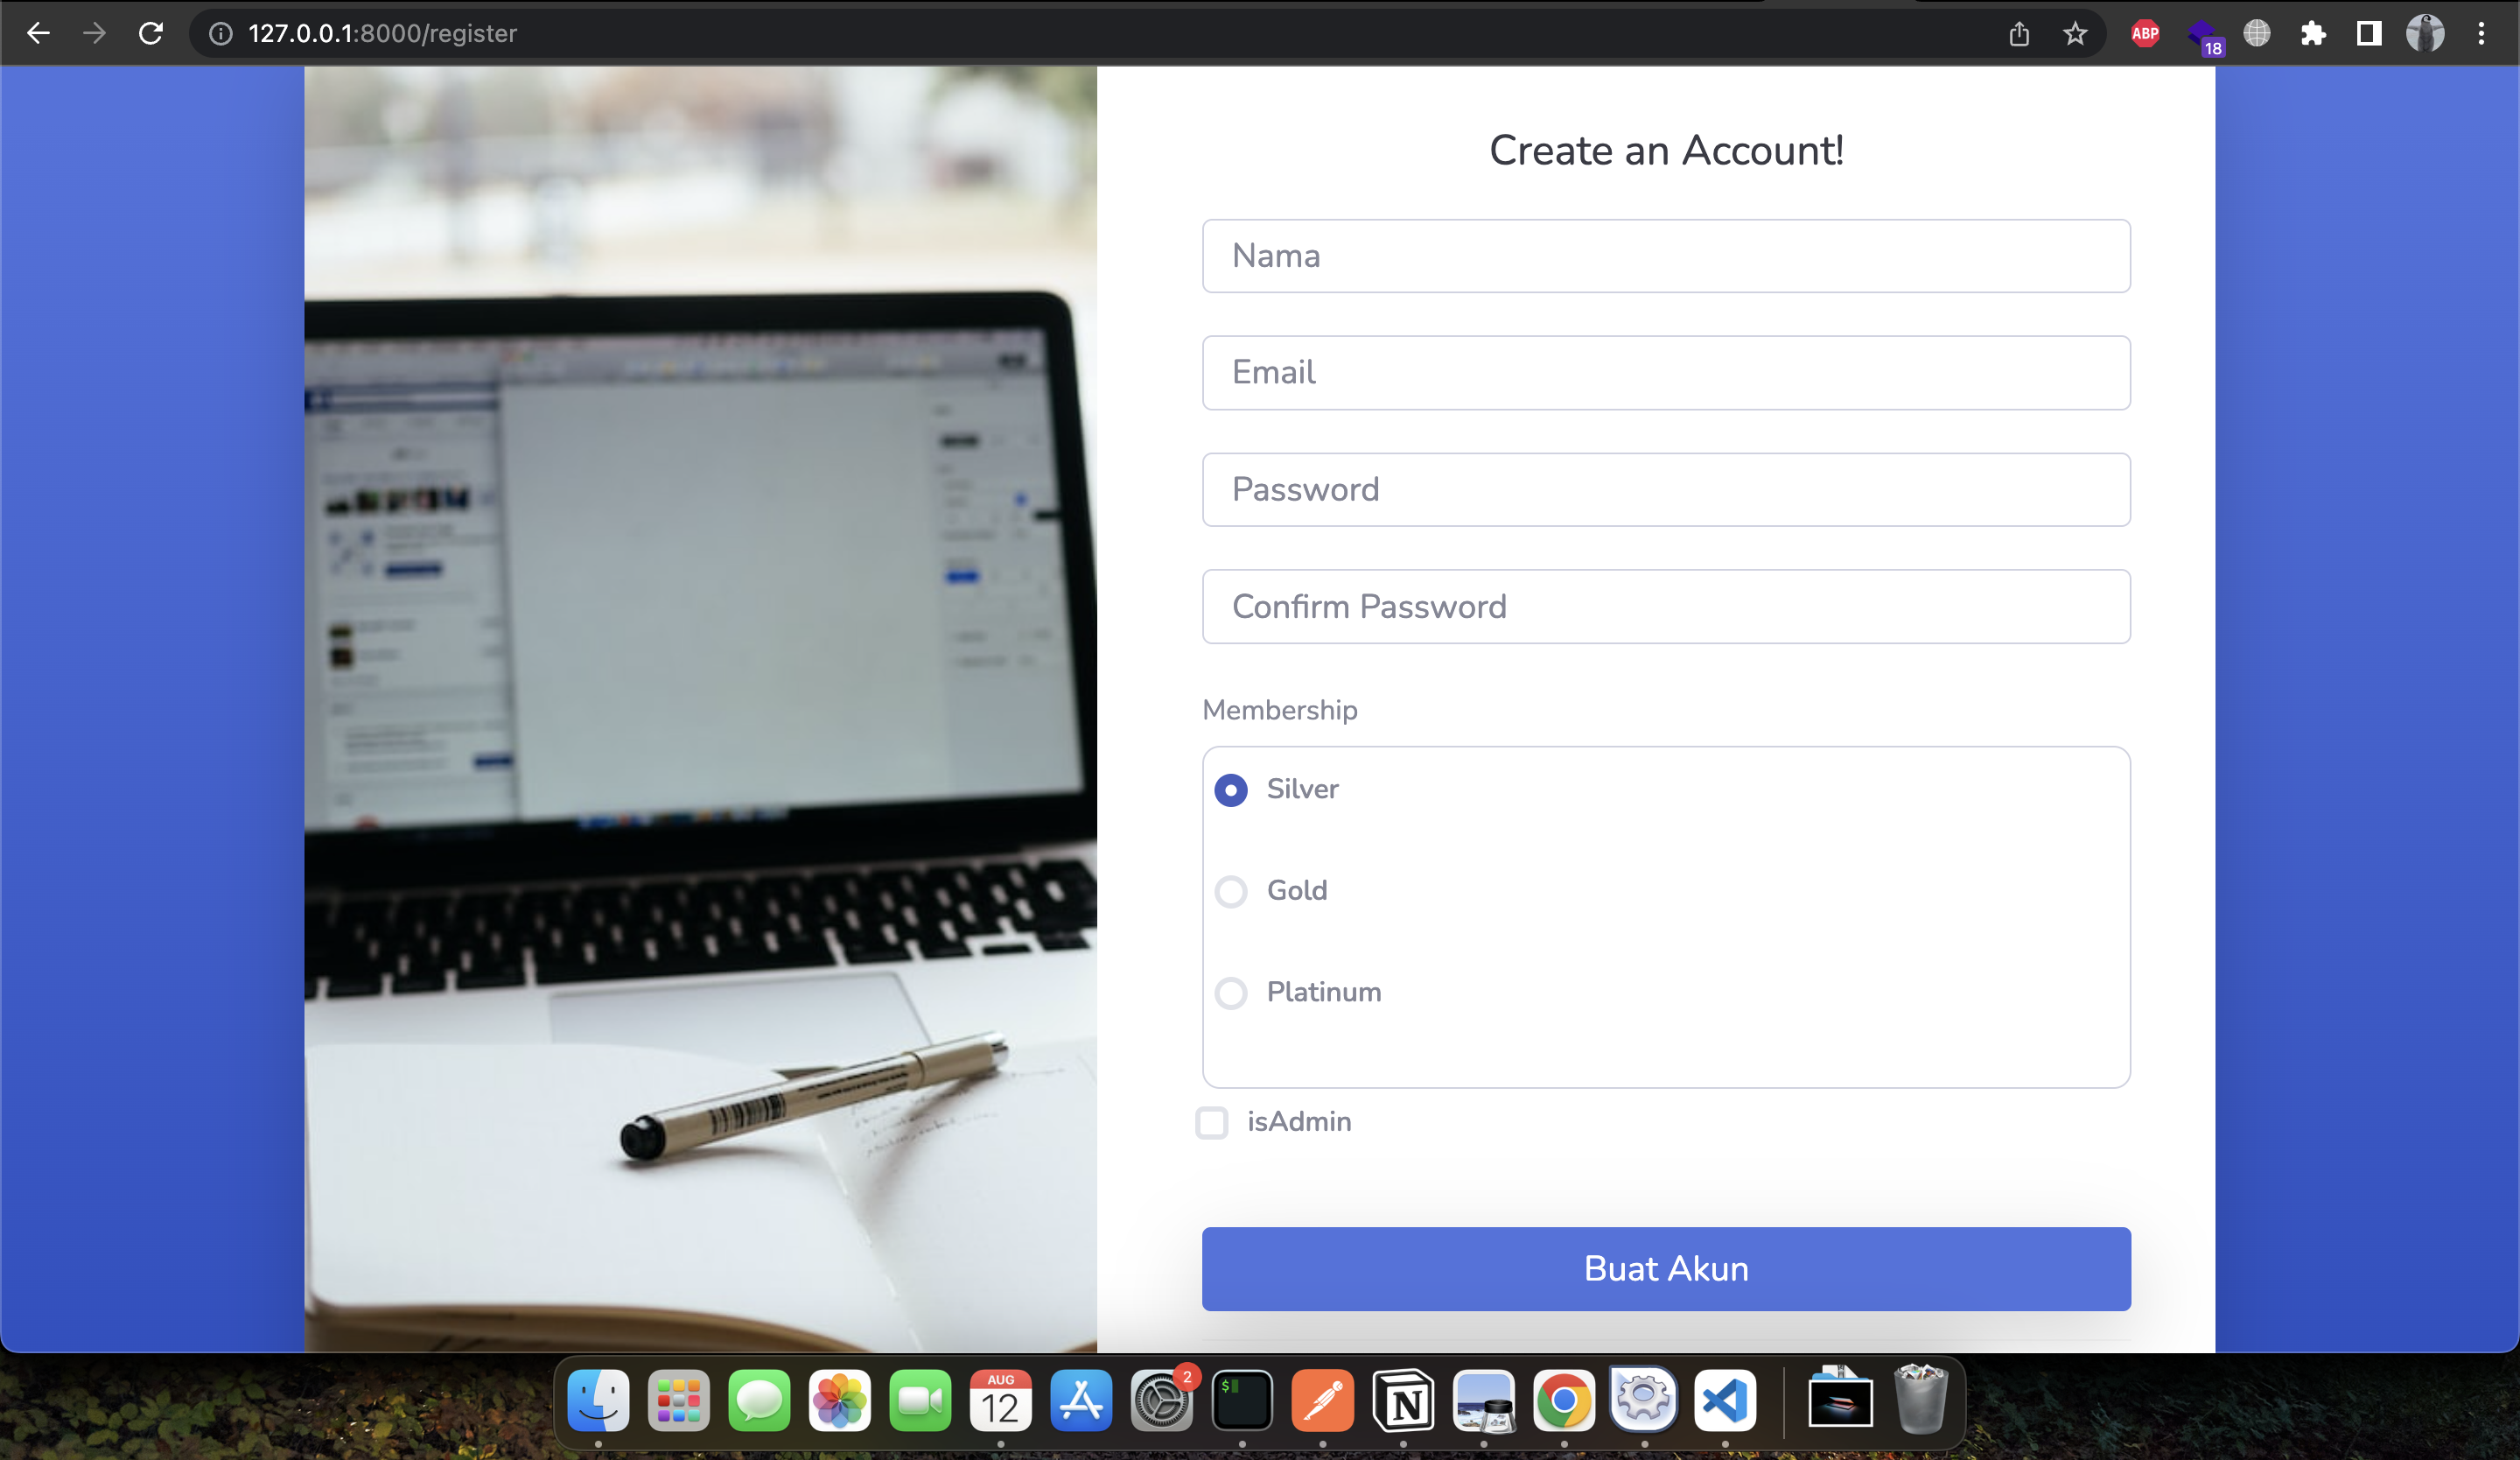 127.0.0.1:8000/register
ABP
18
Create an Account!
Nama
Email
Password
Confirm Password
Membership
Silver
Gold
Platinum
isAdmin
Buat Akun
AUG
12
2
$
N